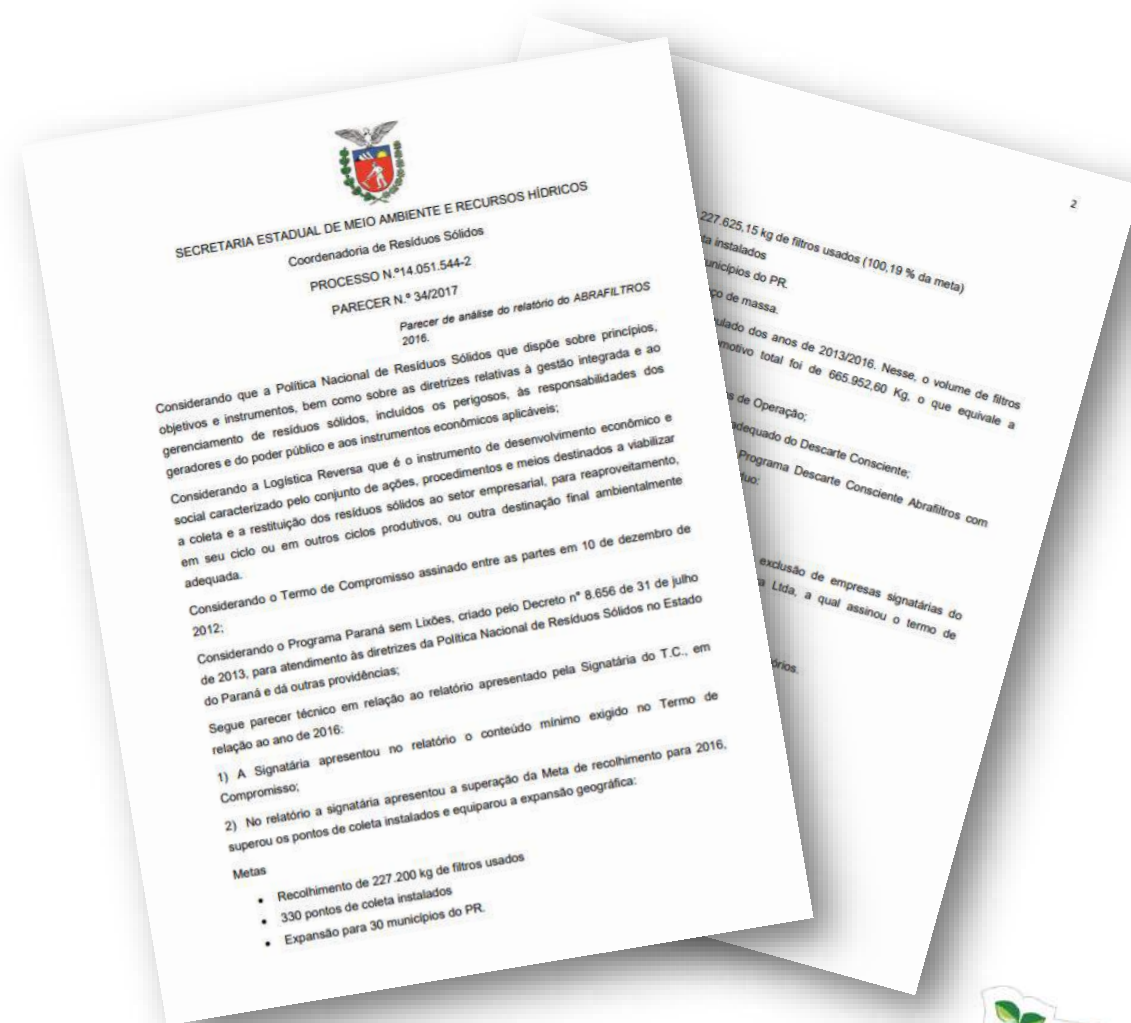 SECRETARIA ESTADUAL DE MEIO AMBIENTE E RECURSOS HÍDRICOS
Coordenadoria de Resíduos Sólidos
PROCESSO N.º14.051.544-2
PARECER N.º 34/2017
Parecer de análise do relatório do ABRAFILTROS
2016.
Considerando que a Política Nacional de Resíduos Sólidos que dispõe sobre princípios,
objetivos e instrumentos, bem como sobre as diretrizes relativas à gestão integrada e ao
gerenciamento de resíduos sólidos, incluídos os perigosos, às responsabilidades dos
geradores e do poder público e aos instrumentos econômicos aplicáveis;
Considerando a Logística Reversa que é o instrumento de desenvolvimento econômico e
social caracterizado pelo conjunto de ações, procedimentos e meios destinados a viabilizar
a coleta e a restituição dos resíduos sólidos ao setor empresarial, para reaproveitamento,
em seu ciclo ou em outros ciclos produtivos, ou outra destinação final ambientalmente
adequada.
Considerando o Termo de Compromisso assinado entre as partes em 10 de dezembro de
2012;
Considerando o Programa Paraná sem Lixões, criado pelo Decreto n° 8.656 de 31 de julho
de 2013, para atendimento às diretrizes da Política Nacional de Resíduos Sólidos no Estado
do Paraná e dá outras providências;
Segue parecer técnico em relação ao relatório apresentado pela Signatária do T.C., em
relação ao ano de 2016:
1) A Signatária apresentou no relatório o conteúdo mínimo exigido no Termo de
Compromisso;
2) No relatório a signatária apresentou a superação da Meta de recolhimento para 2016,
superou os pontos de coleta instalados e equiparou a expansão geográfica:
Metas
• Recolhimento de 227.200 kg de filtros usados
• 330 pontos de coleta instalados
• Expansão para 30 municípios do PR.
2
227.625,15 kg de filtros usados (100,19 % da meta)
instalados
do PR.
de massa.
dos anos de 2013/2016. Nesse, o volume de filtros
total foi de 665.952,60 Kg, o que equivale a
de Operação;
adequado do Descarte Consciente;
Programa Descarte Consciente Abrafiltros com
exclusão de empresas signatárias do
Ltda, a qual assinou o termo de